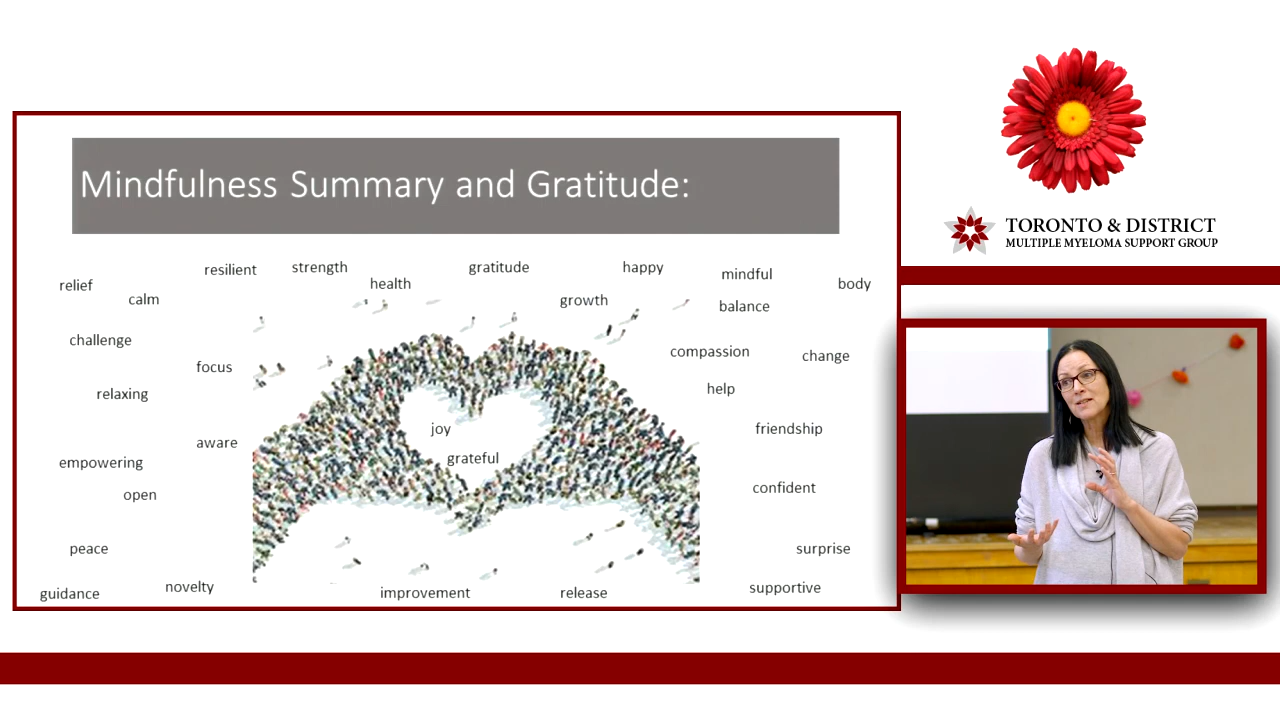 Mindfulness Summary and Gratitude:
resilient
strength
gratitude
happy
mindful
relief
health
body
calm
growth
balance
challenge
compassion
change
focus
help
relaxing
joy
friendship
aware
grateful
empowering
confident
open
peace
surprise
novelty
supportive
guidance
improvement
release
TORONTO & DISTRICT
MULTIPLE MYELOMA SUPPORT GROUP